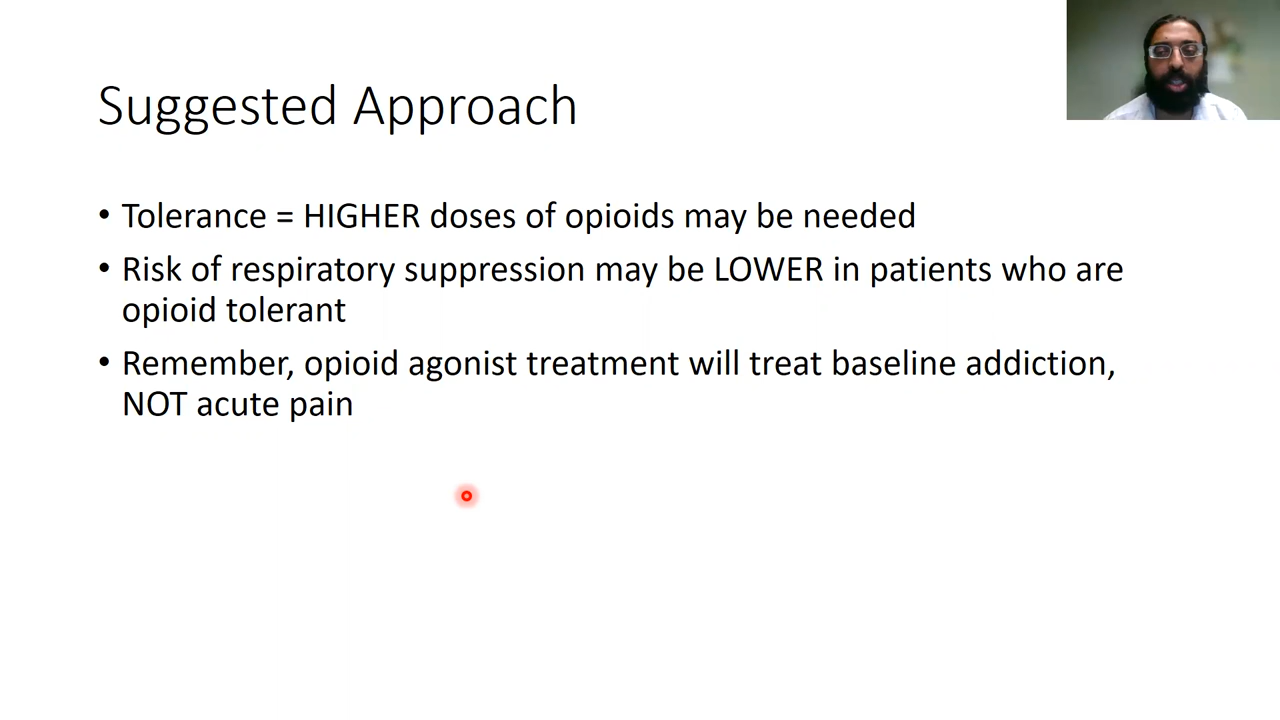 Suggested Approach
• Tolerance = HIGHER doses of opioids may be needed
• Risk of respiratory suppression may be LOWER in patients who are
opioid tolerant
• Remember, opioid agonist treatment will treat baseline addiction,
NOT acute pain